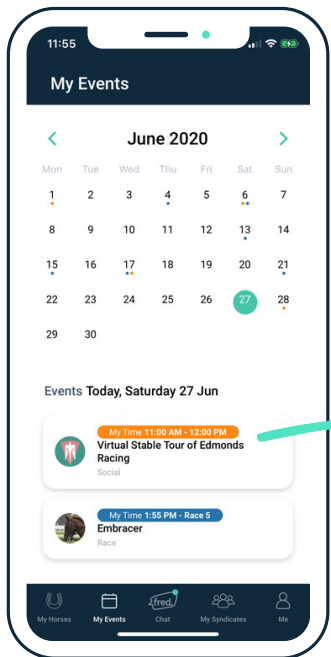 11:55
My Events
June 2020
Mon Tue Wed Thu Fri Sat Sun
1 2 3 4 5 6 7
8 9 10 11 12 13 14
15 16 17 18 19 20 21
22 23 24 25 26 27 28
29 30
Events Today, Saturday 27 Jun
My Time 11:00 AM - 12:00 PM
Virtual Stable Tour of Edmonds
Racing
Social
My Time 1:55 PM - Race 5
Embracer
Race
fred
My Horses My Events Chat My Syndicates Me